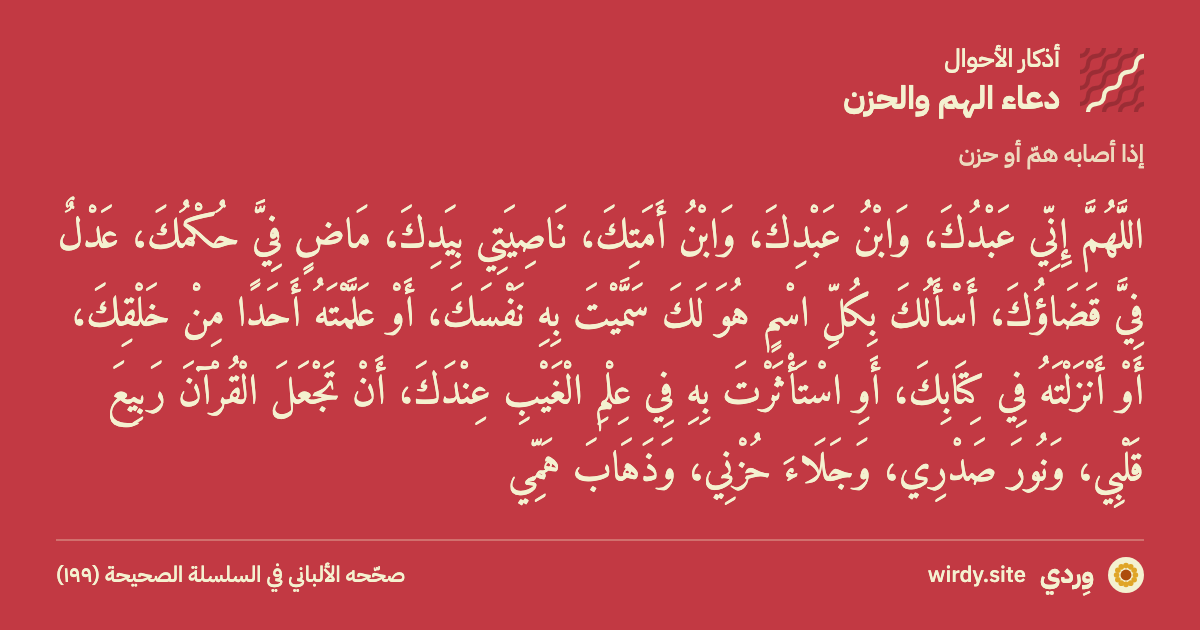 أذكار الأحوال
دعاء الهم والحزن
إذا أصابه همّ أو حزن
اللَّهُمَّ إِنِّي عَبْدُكَ، وَابْنُ عَبْدِكَ، وَابْنُ أَمَتِكَ، نَاصِيَتِي بِيَدِكَ، مَاضٍ فِيَّ حُكْمُكَ، عَدْلٌ
فِيَّ قَضَاؤُكَ، أَسْأَلُكَ بِكُلِّ اسْمٍ هُوَ لَكَ سَمَّيْتَ بِهِ نَفْسَكَ، أَوْ عَلَّمْتَهُ أَحَدًا مِنْ خَلْقِكَ،
أَوْ أَنْزَلْتَهُ فِي كِتَابِكَ، أَوِ اسْتَأْثَرْتَ بِهِ فِي عِلْمِ الْغَيْبِ عِنْدَكَ، أَنْ تَجْعَلَ الْقُرْآنَ رَبِيعَ
قَلْبِي، وَنُورَ صَدْرِي، وَجَلَاءَ حُزْنِي، وَذَهَابَ هَمِّي
وِردي wirdy.site
صحّحه الألباني في السلسلة الصحيحة (١٩٩)